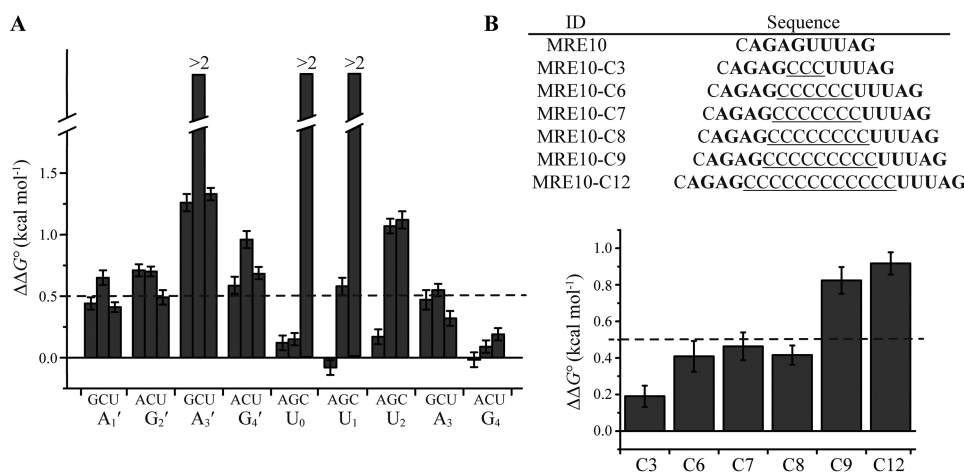 A
>2
>2
>2
1.5
1.0
0.5
0.0
ΔΔG° (kcal mol⁻¹)
GCU ACU GCU ACU AGC AGC AGC GCU ACU
A₁′ G₂′ A₃′ G₄′ U₀ U₁ U₂ A₃ G₄
B
ID Sequence
MRE10 CAGAGUUUAG
MRE10-C3 CAGAGCCCUUUAG
MRE10-C6 CAGAGCCCCCCUUUAG
MRE10-C7 CAGAGCCCCCCCUUUAG
MRE10-C8 CAGAGCCCCCCCCUUUAG
MRE10-C9 CAGAGCCCCCCCCCUUUAG
MRE10-C12 CAGAGCCCCCCCCCCCCUUUAG
1.0
0.8
0.6
0.4
0.2
0.0
ΔΔG° (kcal mol⁻¹)
C3 C6 C7 C8 C9 C12